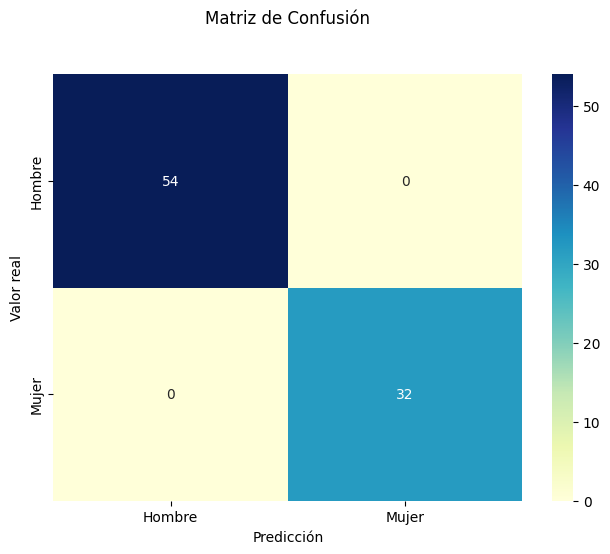 Matriz de Confusión
Hombre
Mujer
Valor real
54
0
0
32
Hombre
Mujer
Predicción
50
40
30
20
10
0